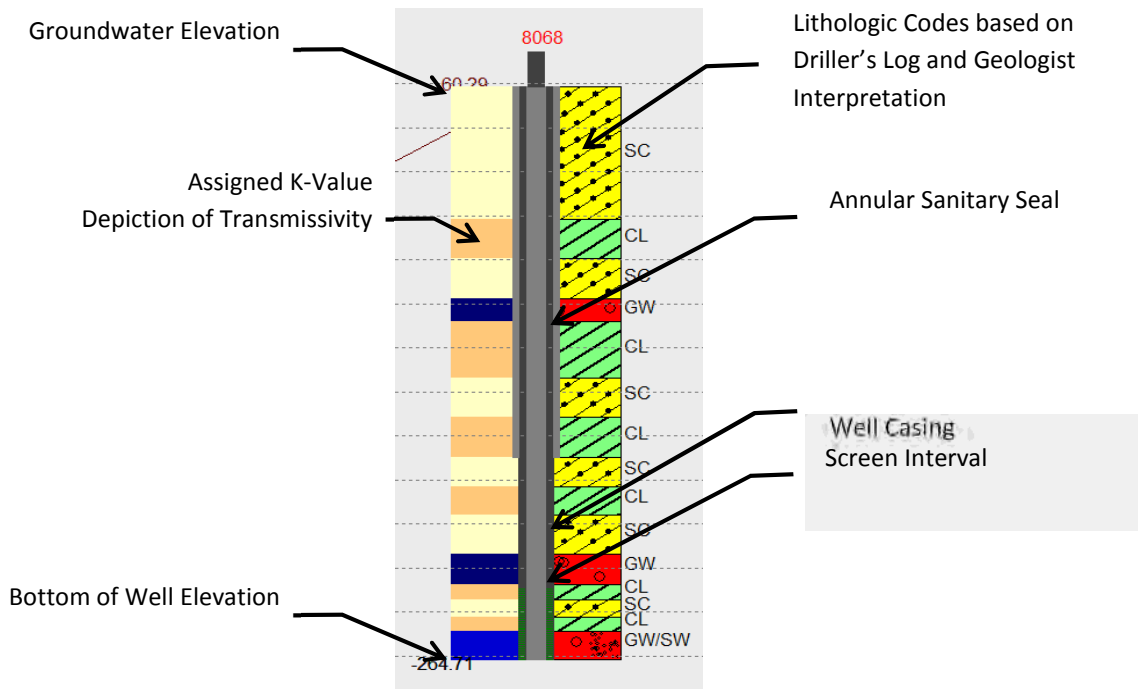 Groundwater Elevation
8068
Lithologic Codes based on
Driller's Log and Geologist
Interpretation
60.29
SC
Assigned K-Value
Depiction of Transmissivity
Annular Sanitary Seal
CL
SC
GW
CL
SC
CL
Well Casing
Screen Interval
SC
CL
SC
GW
CL
SC
CL
GW/SW
Bottom of Well Elevation
-264.71